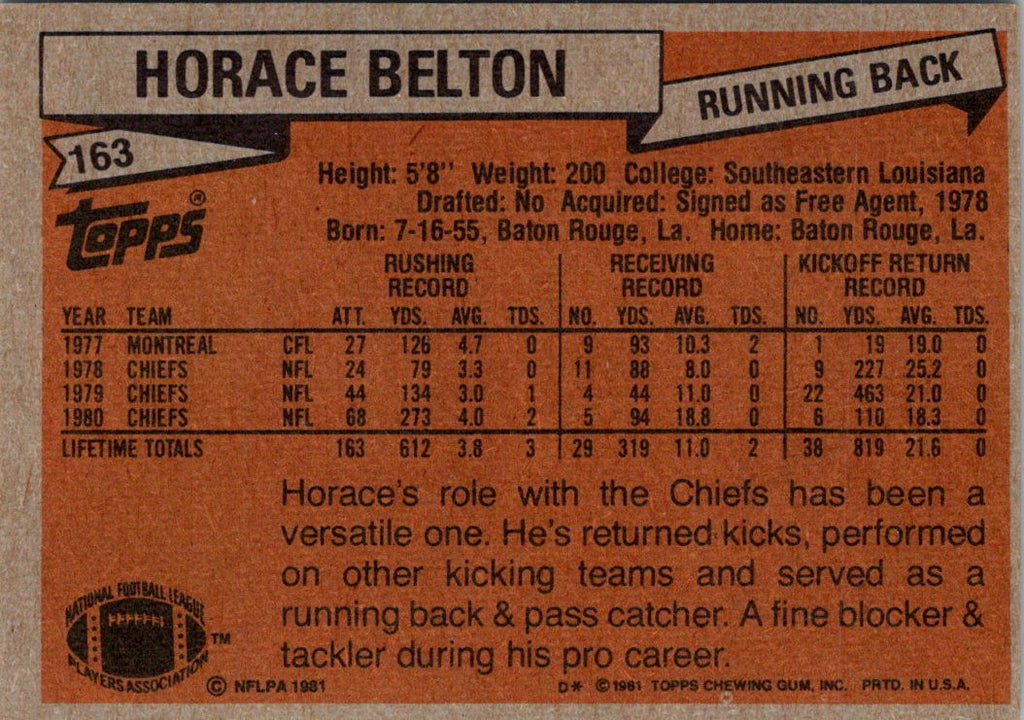 HORACE BELTON
RUNNING BACK
163
Topps®
Height: 5'8" Weight: 200 College: Southeastern Louisiana
Drafted: No Acquired: Signed as Free Agent, 1978
Born: 7-16-55, Baton Rouge, La. Home: Baton Rouge, La.
RUSHING RECORD RECEIVING RECORD KICKOFF RETURN RECORD
YEAR TEAM ATT. YDS. AVG. TDS. NO. YDS. AVG. TDS. NO. YDS. AVG. TDS.
1977 MONTREAL CFL 27 126 4.7 0 9 93 10.3 2 1 19 19.0 0
1978 CHIEFS NFL 24 79 3.3 0 11 88 8.0 0 9 227 25.2 0
1979 CHIEFS NFL 44 134 3.0 1 4 44 11.0 0 22 463 21.0 0
1980 CHIEFS NFL 68 273 4.0 2 5 94 18.8 0 6 110 18.3 0
LIFETIME TOTALS 163 612 3.8 3 29 319 11.0 2 38 819 21.6 0
Horace's role with the Chiefs has been a
versatile one. He's returned kicks, performed
on other kicking teams and served as a
running back & pass catcher. A fine blocker &
tackler during his pro career.
NATIONAL FOOTBALL LEAGUE
PLAYERS ASSOCIATION
TM
© NFLPA 1981
D* © 1981 TOPPS CHEWING GUM, INC. PRTD. IN U.S.A.